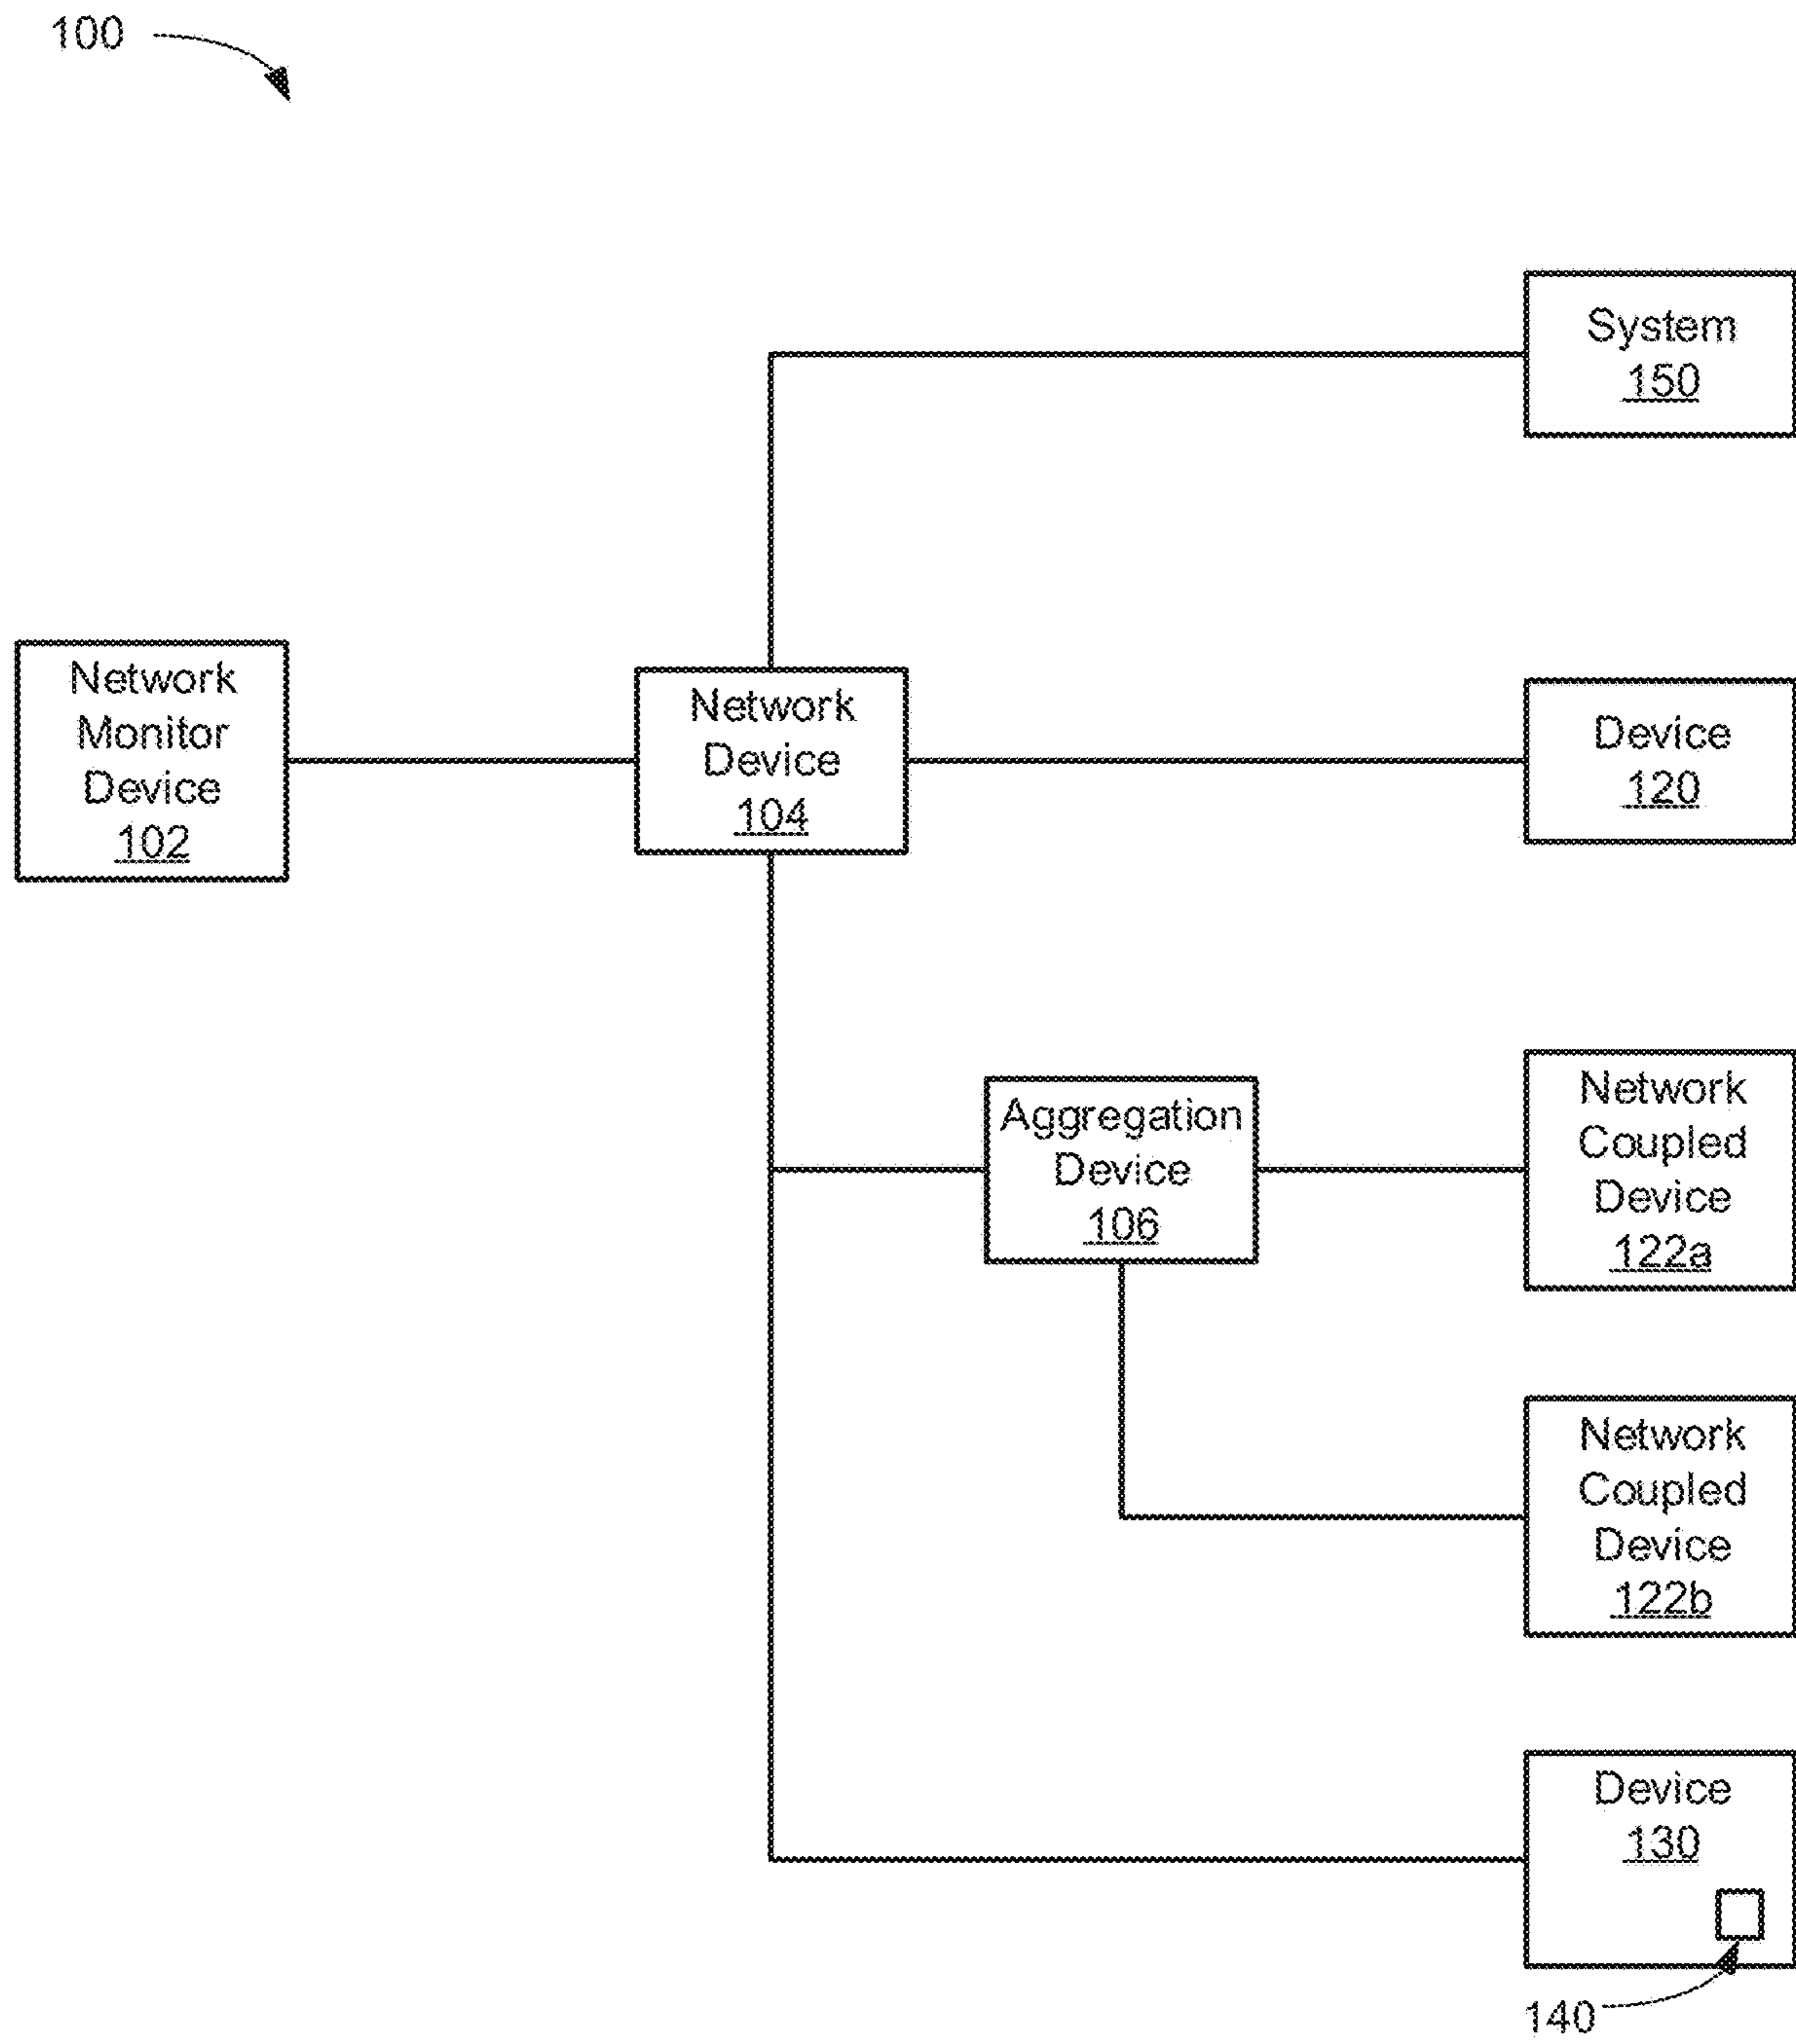 100
System
150
Network
Monitor
Device
102
Network
Device
104
Device
120
Aggregation
Device
106
Network
Coupled
Device
122a
Network
Coupled
Device
122b
Device
130
140